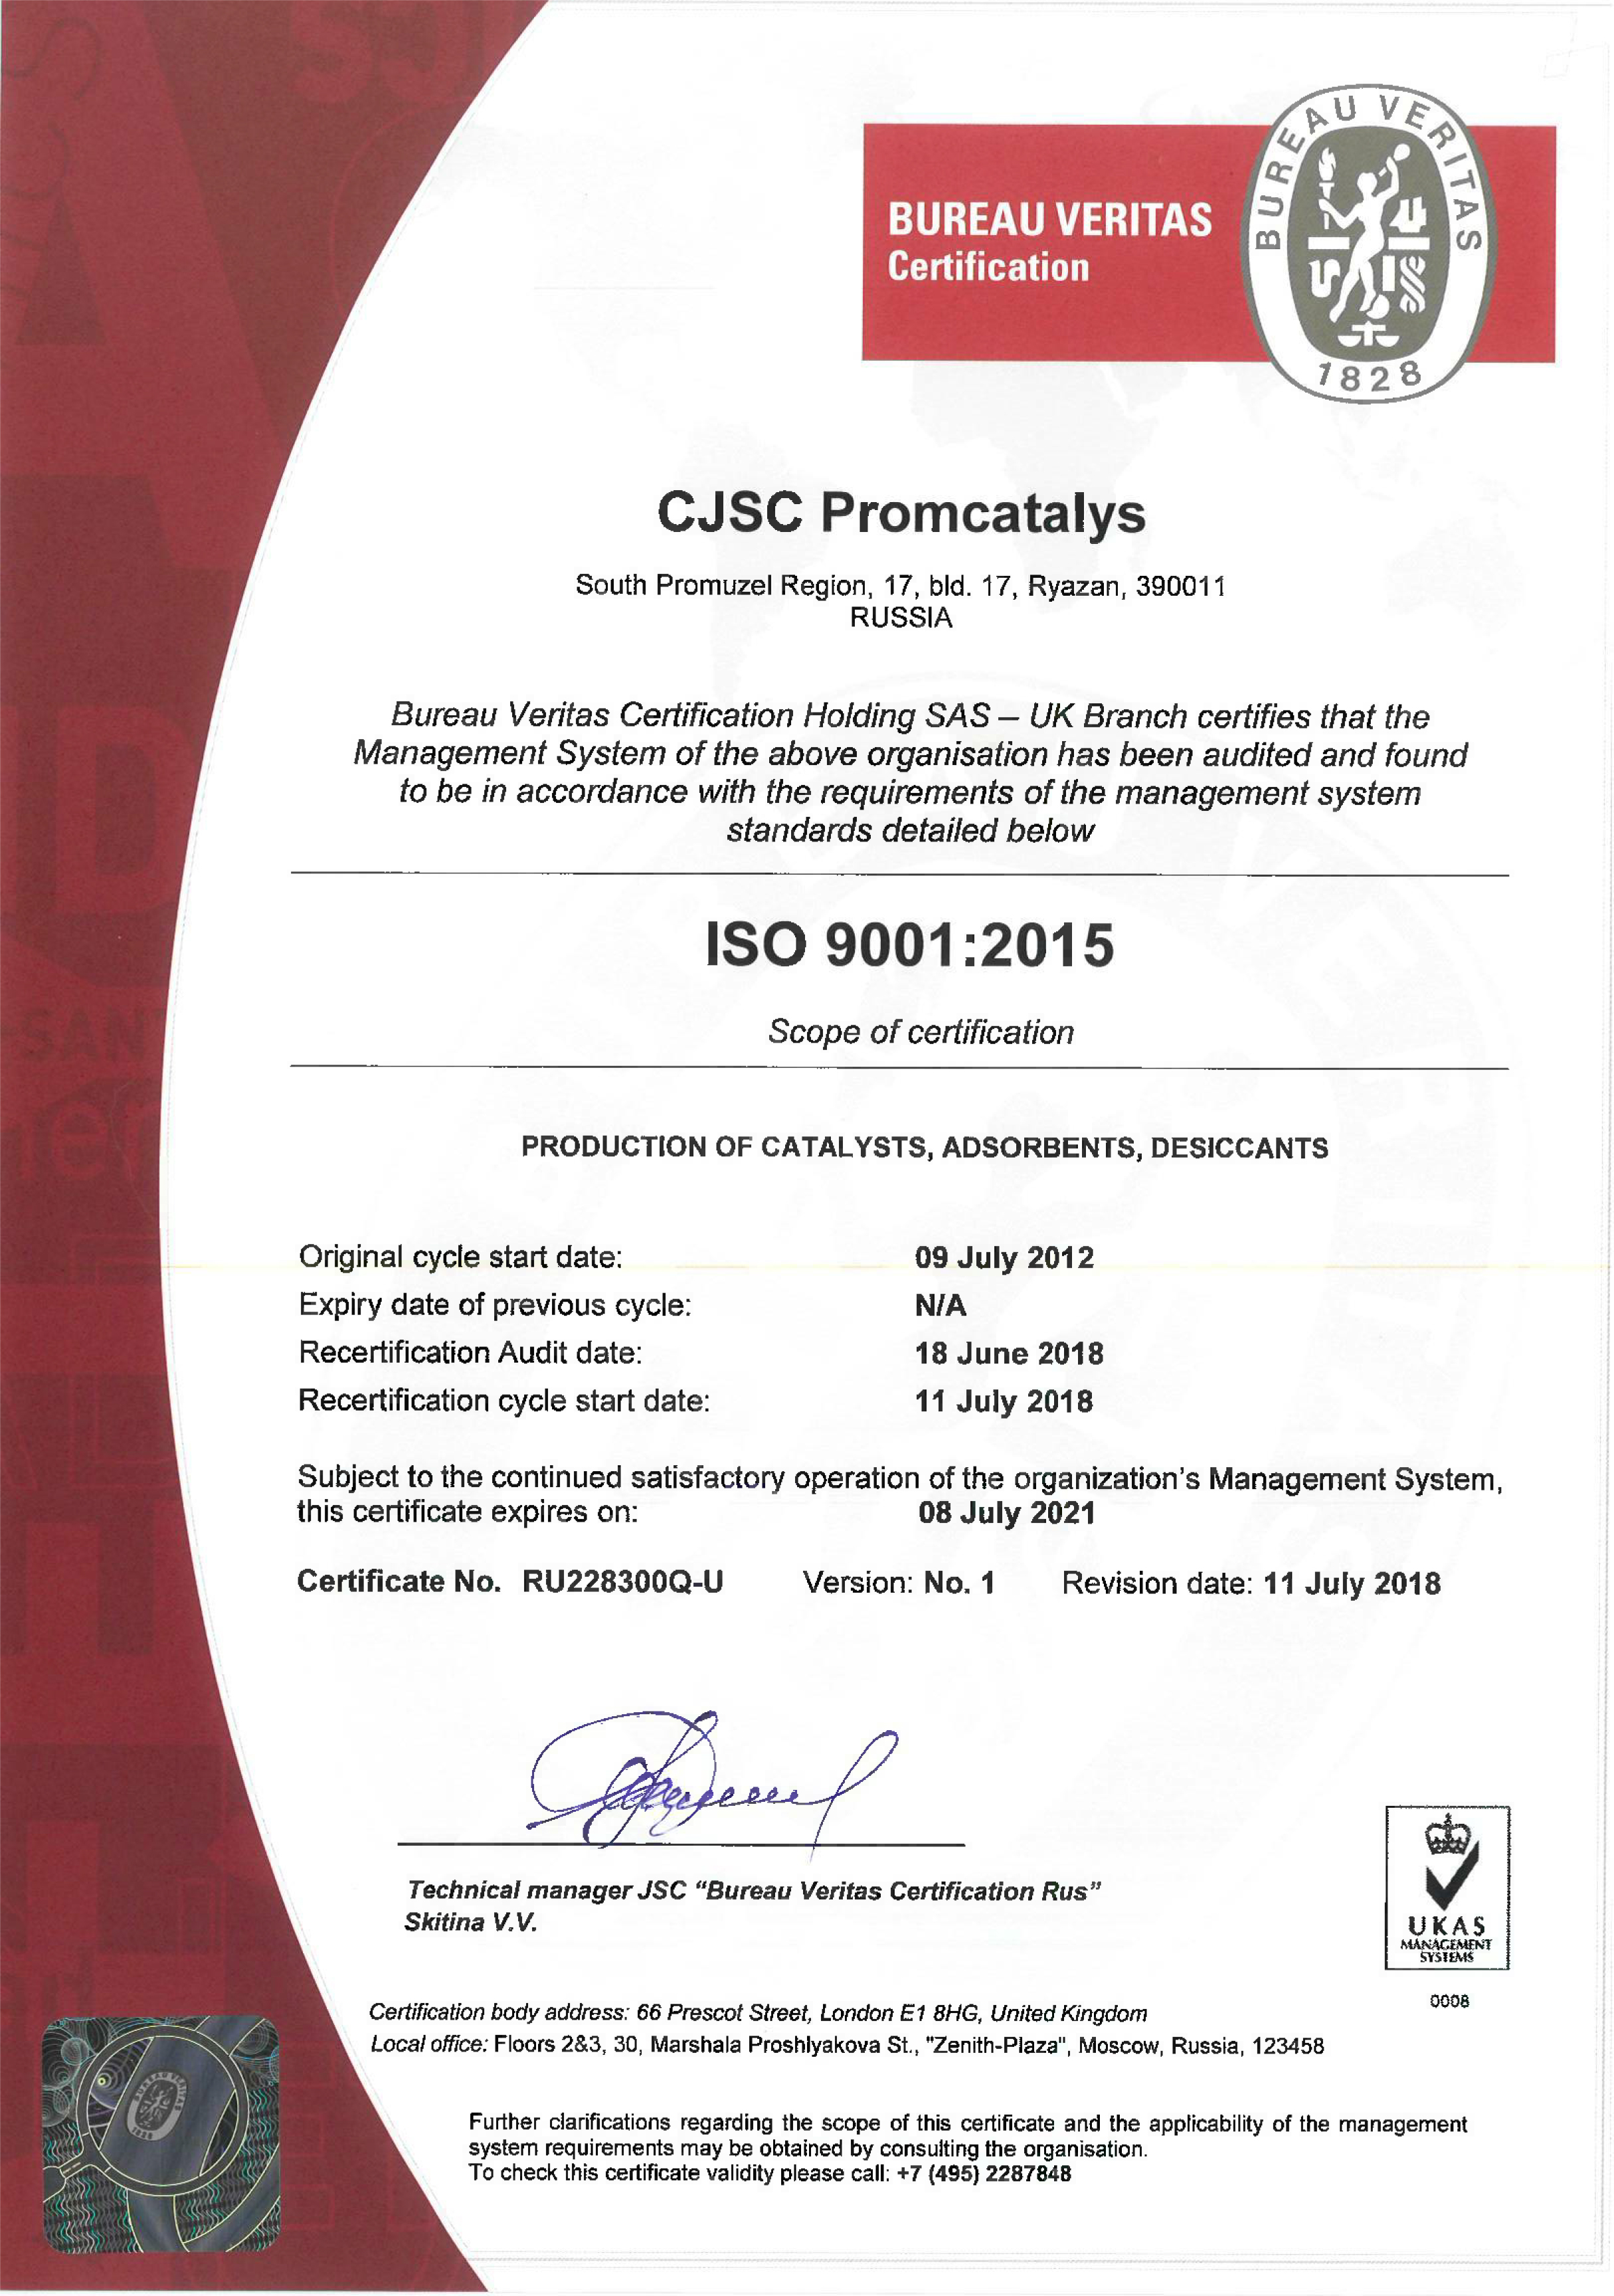 BUREAU VERITAS
Certification
BUREAU VERITAS
1828
CJSC Promcatalys
South Promuzel Region, 17, bld. 17, Ryazan, 390011
RUSSIA
Bureau Veritas Certification Holding SAS – UK Branch certifies that the
Management System of the above organisation has been audited and found
to be in accordance with the requirements of the management system
standards detailed below
ISO 9001:2015
Scope of certification
PRODUCTION OF CATALYSTS, ADSORBENTS, DESICCANTS
Original cycle start date: 09 July 2012
Expiry date of previous cycle: N/A
Recertification Audit date: 18 June 2018
Recertification cycle start date: 11 July 2018
Subject to the continued satisfactory operation of the organization's Management System,
this certificate expires on: 08 July 2021
Certificate No. RU228300Q-U Version: No. 1 Revision date: 11 July 2018
Technical manager JSC “Bureau Veritas Certification Rus”
Skitina V.V.
UKAS
MANAGEMENT
SYSTEMS
0008
Certification body address: 66 Prescot Street, London E1 8HG, United Kingdom
Local office: Floors 2&3, 30, Marshala Proshlyakova St., "Zenith-Plaza", Moscow, Russia, 123458
Further clarifications regarding the scope of this certificate and the applicability of the management
system requirements may be obtained by consulting the organisation.
To check this certificate validity please call: +7 (495) 2287848